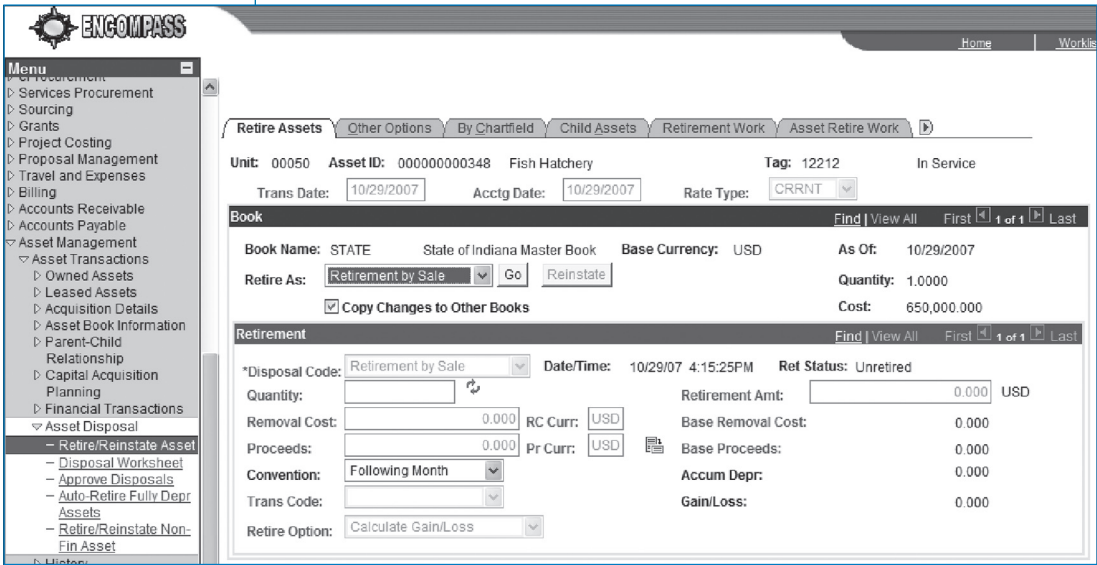 ENCOMPASS
Home
Worklis
Menu
Services Procurement
Sourcing
Grants
Project Costing
Proposal Management
Travel and Expenses
Billing
Accounts Receivable
Accounts Payable
Asset Management
Asset Transactions
Owned Assets
Leased Assets
Acquisition Details
Asset Book Information
Parent-Child
Relationship
Capital Acquisition
Planning
Financial Transactions
Asset Disposal
– Retire/Reinstate Asset
– Disposal Worksheet
– Approve Disposals
– Auto-Retire Fully Depr
Assets
– Retire/Reinstate Non-
Fin Asset
History
Retire Assets Other Options By Chartfield Child Assets Retirement Work Asset Retire Work
Unit: 00050 Asset ID: 000000000348 Fish Hatchery Tag: 12212 In Service
Trans Date: 10/29/2007 Acctg Date: 10/29/2007 Rate Type: CRRNT
Book Find | View All First 1 of 1 Last
Book Name: STATE State of Indiana Master Book Base Currency: USD As Of: 10/29/2007
Retire As: Retirement by Sale Go Reinstate Quantity: 1.0000
Copy Changes to Other Books Cost: 650,000.000
Retirement Find | View All First 1 of 1 Last
*Disposal Code: Retirement by Sale Date/Time: 10/29/07 4:15:25PM Ret Status: Unretired
Quantity: Retirement Amt: 0.000 USD
Removal Cost: 0.000 RC Curr: USD Base Removal Cost: 0.000
Proceeds: 0.000 Pr Curr: USD Base Proceeds: 0.000
Convention: Following Month Accum Depr: 0.000
Trans Code: Gain/Loss: 0.000
Retire Option: Calculate Gain/Loss